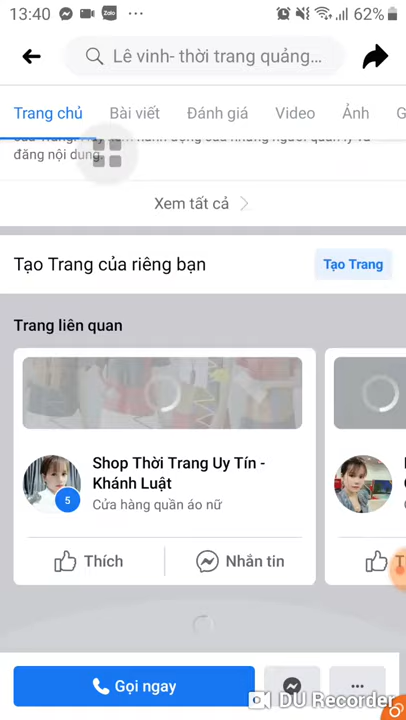 13:40 Zalo ... 62%
Lê vinh- thời trang quảng...
Trang chủ Bài viết Đánh giá Video Ảnh G
đăng nội dung.
Xem tất cả
Tạo Trang của riêng bạn Tạo Trang
Trang liên quan
Shop Thời Trang Uy Tín -
Khánh Luật
5
Cửa hàng quần áo nữ
Thích Nhắn tin
Gọi ngay
DU Recorder